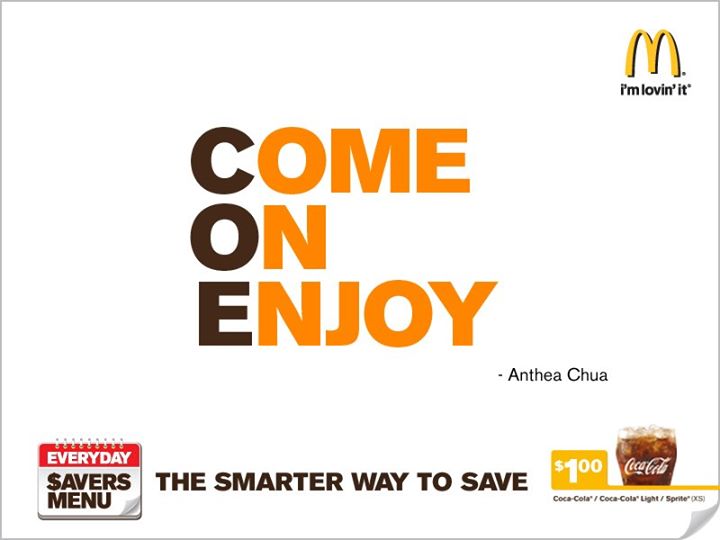 i'm lovin' it®
COME
ON
ENJOY
- Anthea Chua
EVERYDAY
$AVERS
MENU
THE SMARTER WAY TO SAVE
$1.00
Coca-Cola
Coca-Cola® / Coca-Cola® Light / Sprite® (XS)